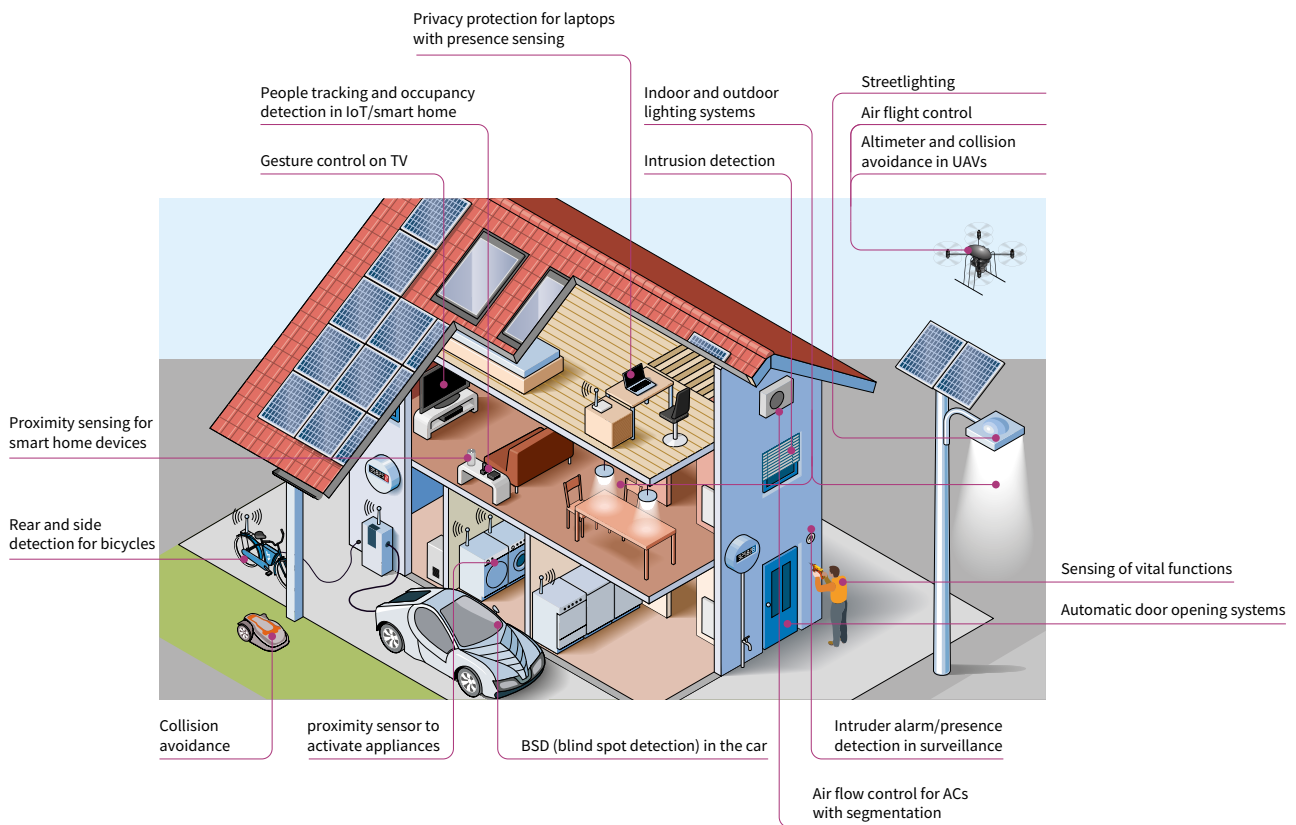 Privacy protection for laptops
with presence sensing
People tracking and occupancy
detection in IoT/smart home
Gesture control on TV
Indoor and outdoor
lighting systems
Intrusion detection
Streetlighting
Air flight control
Altimeter and collision
avoidance in UAVs
Proximity sensing for
smart home devices
Rear and side
detection for bicycles
Sensing of vital functions
Automatic door opening systems
Collision
avoidance
proximity sensor to
activate appliances
BSD (blind spot detection) in the car
Intruder alarm/presence
detection in surveillance
Air flow control for ACs
with segmentation